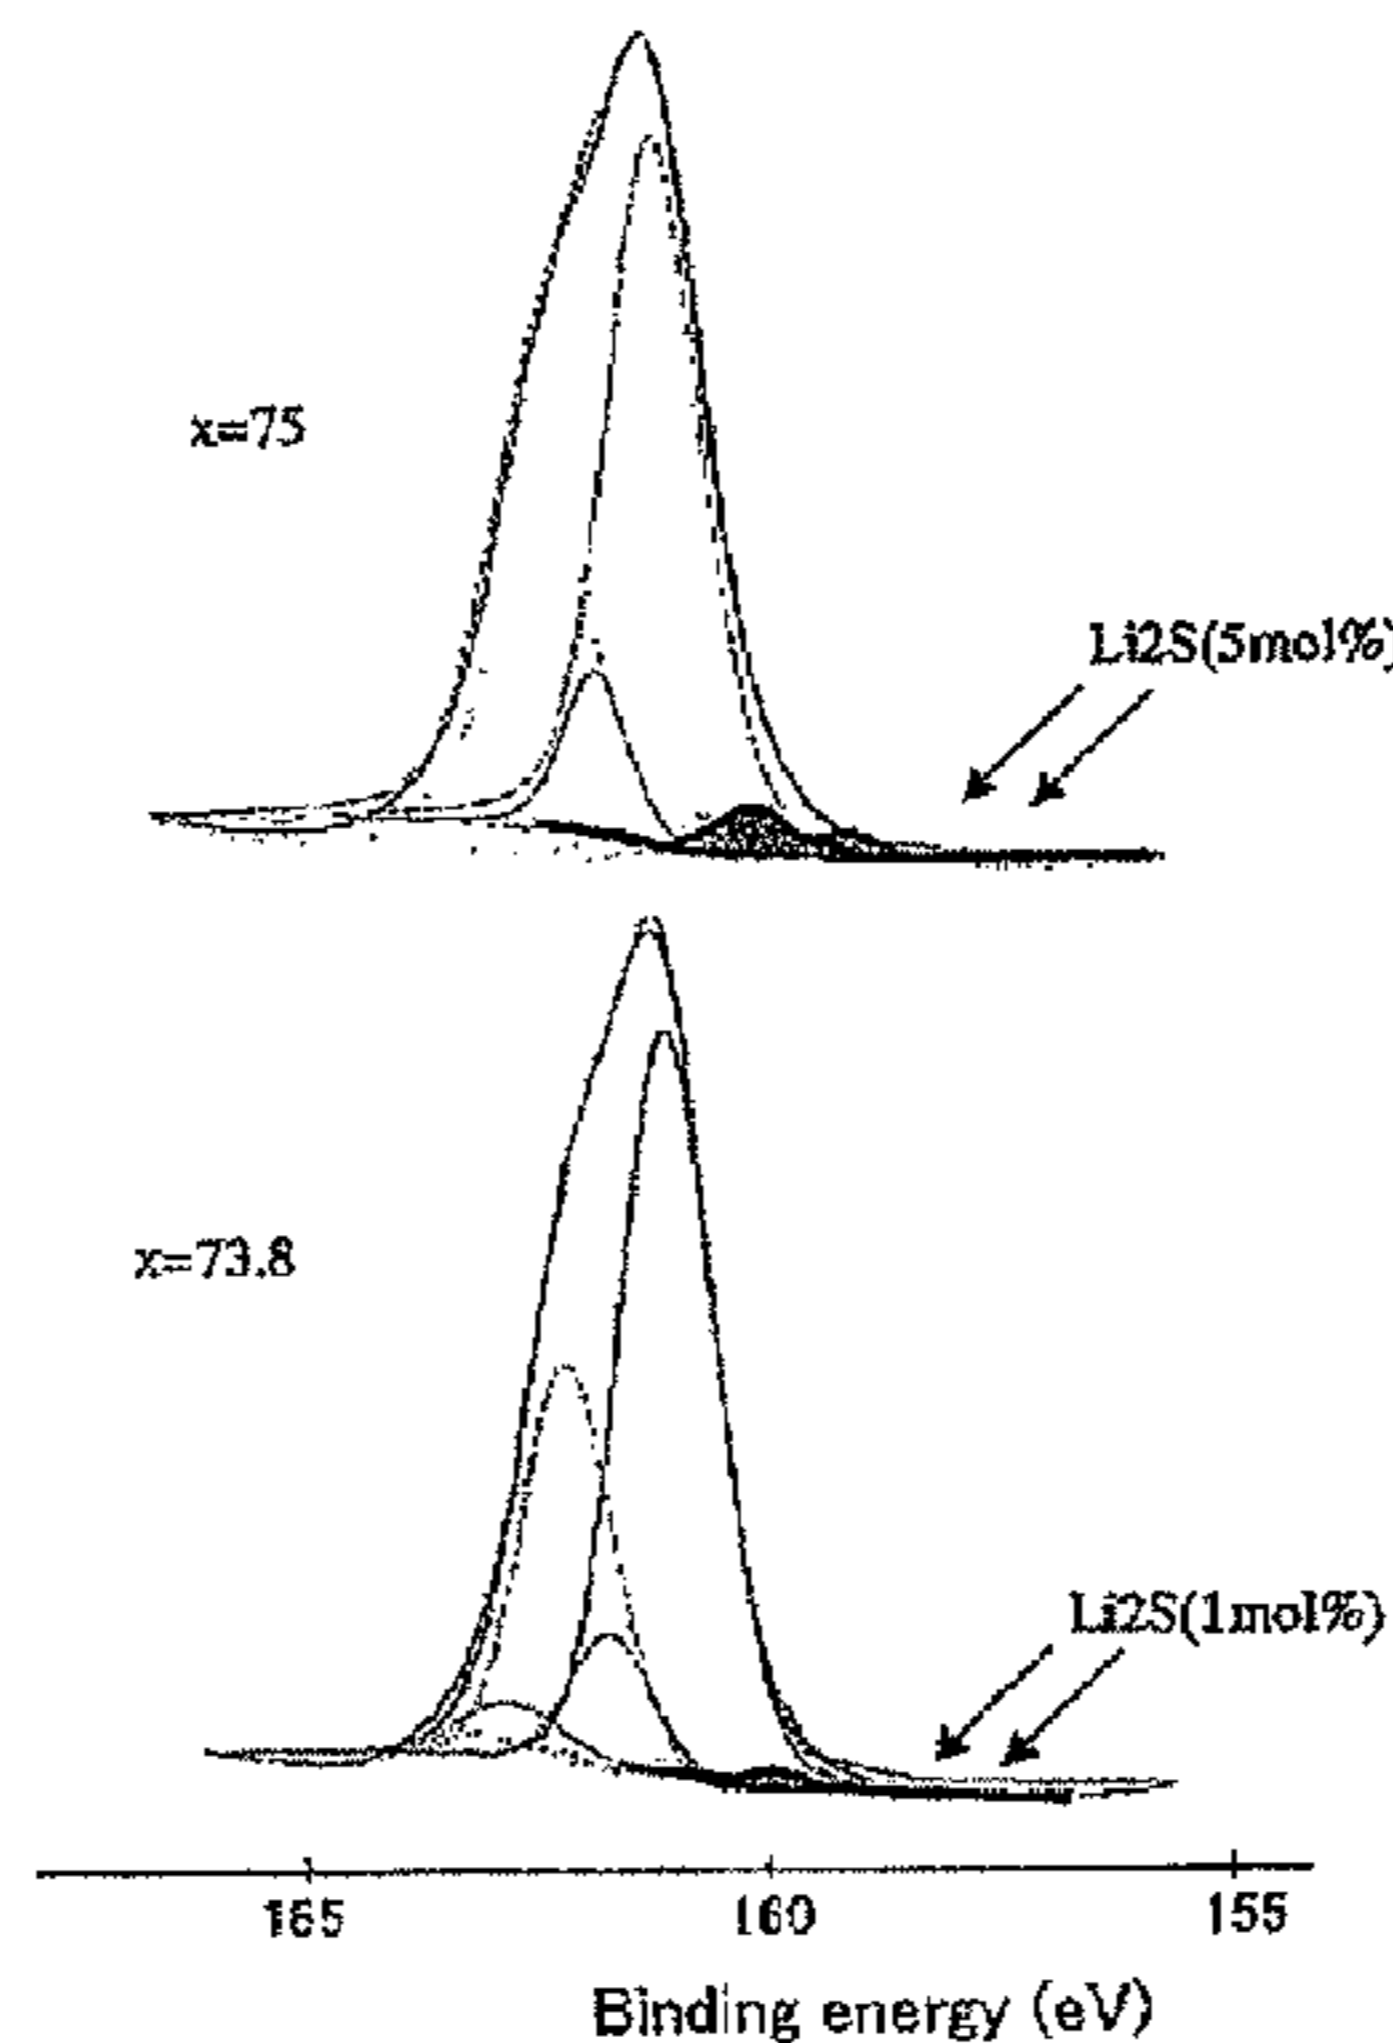 x=75
Li2S(5mol%)
x=73.8
Li2S(1mol%)
165 160 155
Binding energy (eV)